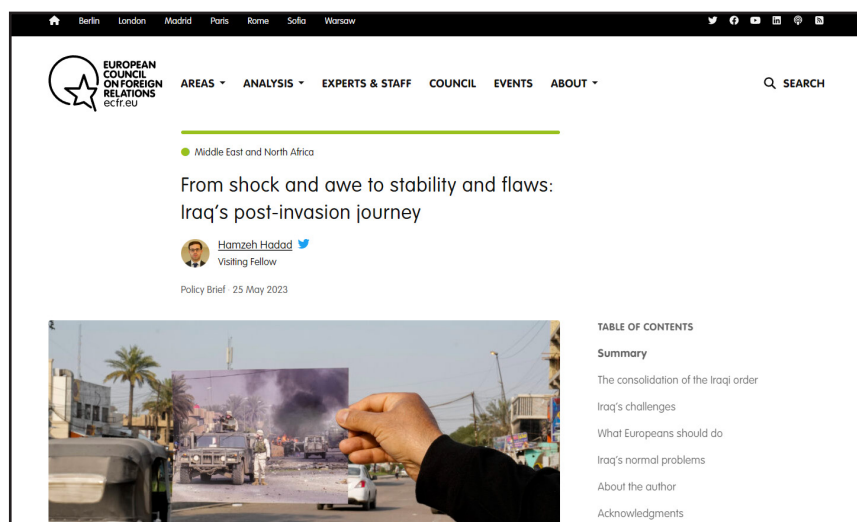 Berlin London Madrid Paris Rome Sofia Warsaw
EUROPEAN
COUNCIL
ON FOREIGN
RELATIONS
ecfr.eu
AREAS ANALYSIS EXPERTS & STAFF COUNCIL EVENTS ABOUT SEARCH
Middle East and North Africa
From shock and awe to stability and flaws:
Iraq's post-invasion journey
Hamzeh Hadad
Visiting Fellow
Policy Brief · 25 May 2023
TABLE OF CONTENTS
Summary
The consolidation of the Iraqi order
Iraq's challenges
What Europeans should do
Iraq's normal problems
About the author
Acknowledgments